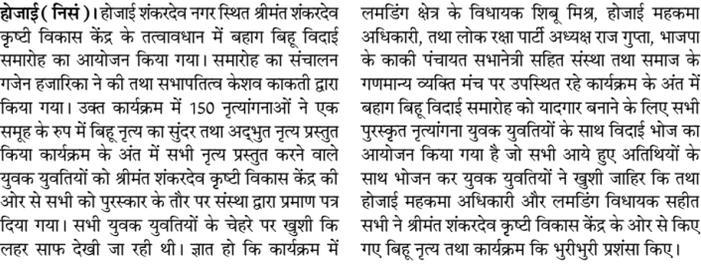 होजाई ( निसं )। होजाई शंकरदेव नगर स्थित श्रीमंत शंकरदेव
कृष्टी विकास केंद्र के तत्वावधान में बहाग बिहू विदाई
समारोह का आयोजन किया गया। समारोह का संचालन
गजेन हजारिका ने की तथा सभापतित्व केशव काकती द्वारा
किया गया। उक्त कार्यक्रम में 150 नृत्यांगनाओं ने एक
समूह के रुप में बिहू नृत्य का सुंदर तथा अद्भुत नृत्य प्रस्तुत
किया कार्यक्रम के अंत में सभी नृत्य प्रस्तुत करने वाले
युवक युवतियों को श्रीमंत शंकरदेव कृष्टी विकास केंद्र की
ओर से सभी को पुरस्कार के तौर पर संस्था द्वारा प्रमाण पत्र
दिया गया। सभी युवक युवतियों के चेहरे पर खुशी कि
लहर साफ देखी जा रही थी। ज्ञात हो कि कार्यक्रम में
लमडिंग क्षेत्र के विधायक शिबू मिश्र, होजाई महकमा
अधिकारी, तथा लोक रक्षा पार्टी अध्यक्ष राज गुप्ता, भाजपा
के काकी पंचायत सभानेत्री सहित संस्था तथा समाज के
गणमान्य व्यक्ति मंच पर उपस्थित रहे कार्यक्रम के अंत में
बहाग बिहू विदाई समारोह को यादगार बनाने के लिए सभी
पुरस्कृत नृत्यांगना युवक युवतियों के साथ विदाई भोज का
आयोजन किया गया है जो सभी आये हुए अतिथियों के
साथ भोजन कर युवक युवतियों ने खुशी जाहिर कि तथा
होजाई महकमा अधिकारी और लमडिंग विधायक सहीत
सभी ने श्रीमंत शंकरदेव कृष्टी विकास केंद्र के ओर से किए
गए बिहू नृत्य तथा कार्यक्रम कि भुरीभुरी प्रशंसा किए।